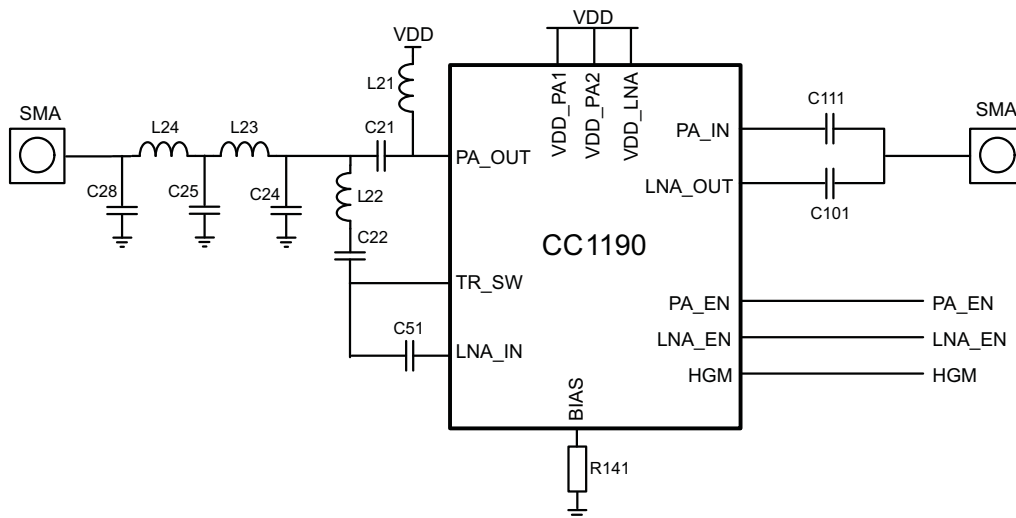 VDD
VDD
L21
SMA
L24
L23
C21
PA_OUT
C28
C25
C24
L22
C22
TR_SW
C51
LNA_IN
VDD_PA1
VDD_PA2
VDD_LNA
CC1190
BIAS
R141
PA_IN
LNA_OUT
C111
C101
SMA
PA_EN
PA_EN
LNA_EN
LNA_EN
HGM
HGM